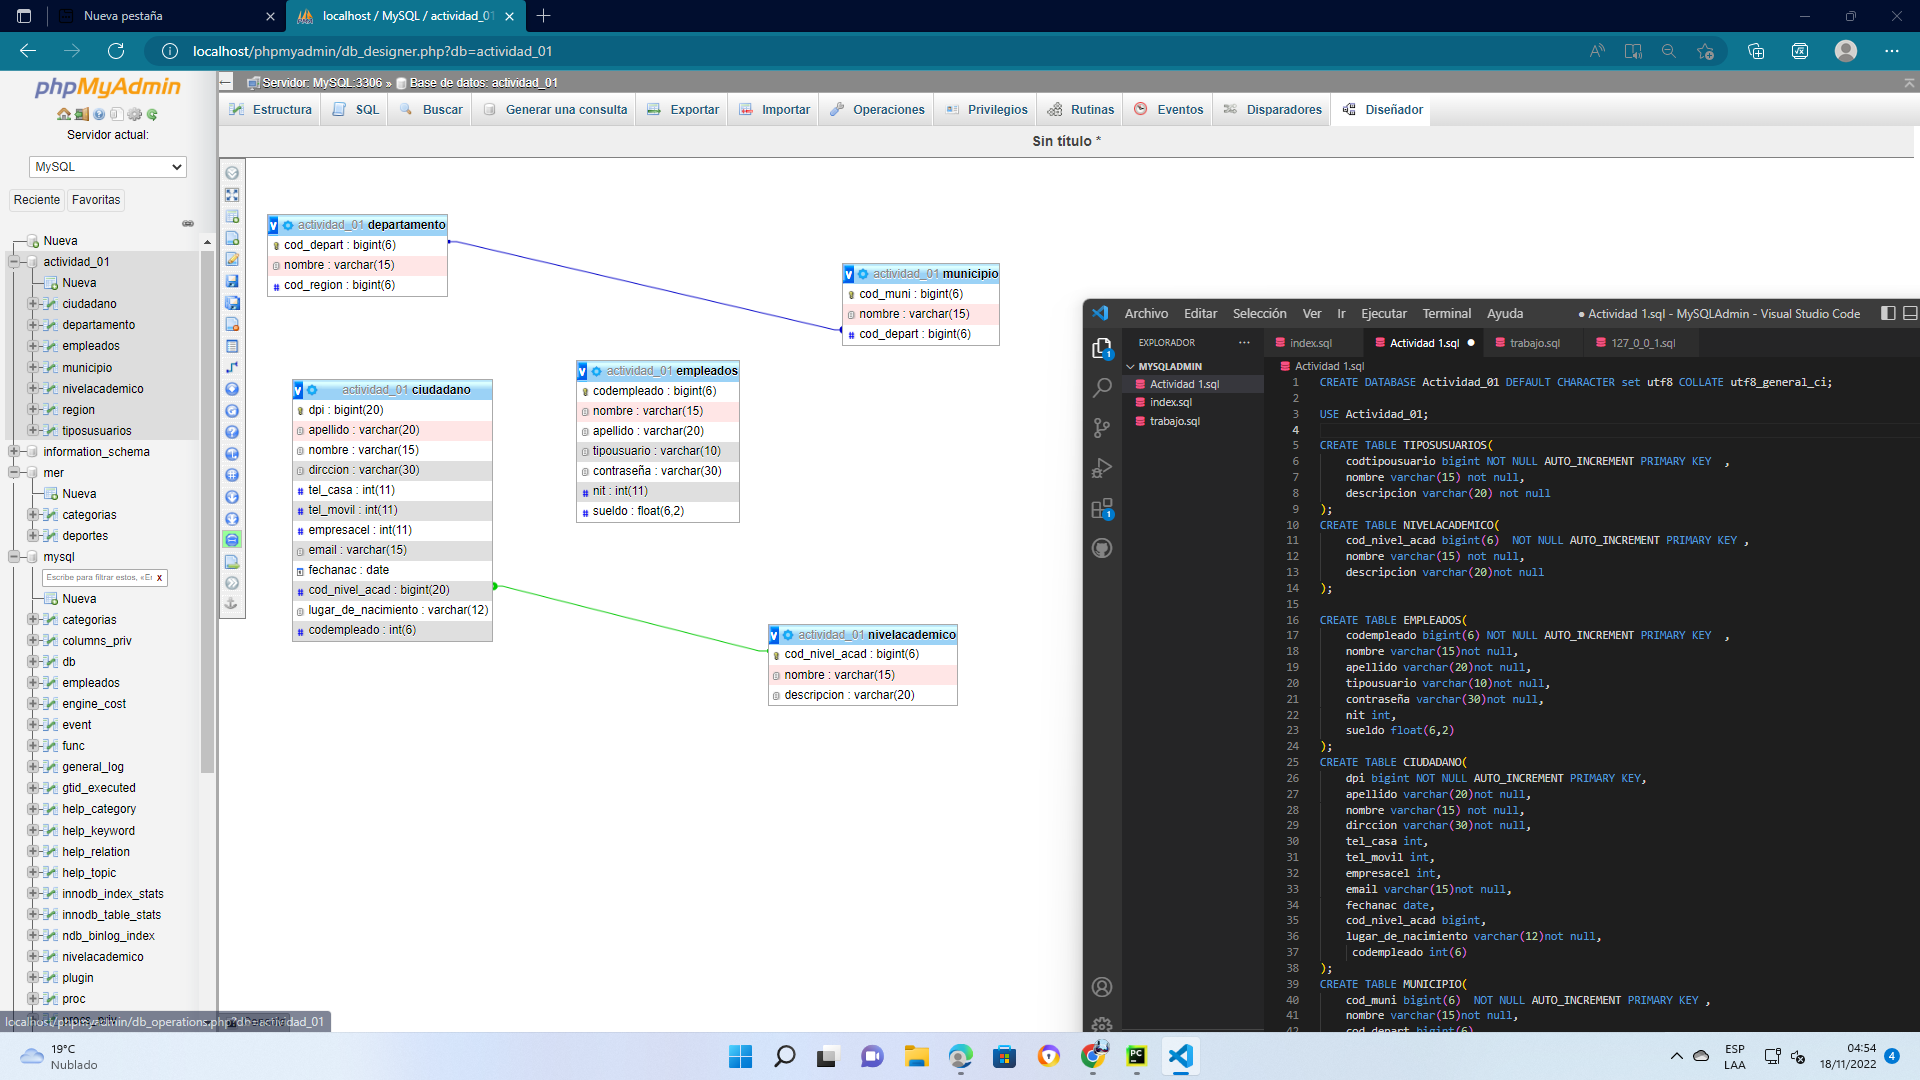 Nueva pestaña
localhost / MySQL / actividad_01
localhost/phpmyadmin/db_designer.php?db=actividad_01
phpMyAdmin
Servidor actual:
MySQL
Reciente
Favoritas
Nueva
actividad_01
Nueva
ciudadano
departamento
empleados
municipio
nivelacademico
region
tiposusuarios
information_schema
mer
Nueva
categorias
deportes
mysql
Nueva
categorias
columns_priv
db
empleados
engine_cost
event
func
general_log
gtid_executed
help_category
help_keyword
help_relation
help_topic
innodb_index_stats
innodb_table_stats
ndb_binlog_index
nivelacademico
plugin
proc
localhost/phpmyadmin/db_operations.php?db=actividad_01
Servidor: MySQL:3306 » Base de datos: actividad_01
Estructura
SQL
Buscar
Generar una consulta
Exportar
Importar
Operaciones
Privilegios
Rutinas
Eventos
Disparadores
Diseñador
Sin título *
actividad_01 departamento
cod_depart : bigint(6)
nombre : varchar(15)
cod_region : bigint(6)
actividad_01 municipio
cod_muni : bigint(6)
nombre : varchar(15)
cod_depart : bigint(6)
actividad_01 ciudadano
dpi : bigint(20)
apellido : varchar(20)
nombre : varchar(15)
dirccion : varchar(30)
tel_casa : int(11)
tel_movil : int(11)
empresacel : int(11)
email : varchar(15)
fechanac : date
cod_nivel_acad : bigint(20)
lugar_de_nacimiento : varchar(12)
codempleado : int(6)
actividad_01 empleados
codempleado : bigint(6)
nombre : varchar(15)
apellido : varchar(20)
tipousuario : varchar(10)
contraseña : varchar(30)
nit : int(11)
sueldo : float(6,2)
actividad_01 nivelacademico
cod_nivel_acad : bigint(6)
nombre : varchar(15)
descripcion : varchar(20)
Archivo Editar Selección Ver Ir Ejecutar Terminal Ayuda
● Actividad 1.sql - MySQLAdmin - Visual Studio Code
EXPLORADOR
MYSQLADMIN
Actividad 1.sql
index.sql
trabajo.sql
index.sql
Actividad 1.sql
trabajo.sql
127_0_0_1.sql
Actividad 1.sql
1 CREATE DATABASE Actividad_01 DEFAULT CHARACTER set utf8 COLLATE utf8_general_ci;
2
3 USE Actividad_01;
4
5 CREATE TABLE TIPOSUSUARIOS(
6 codtipousuario bigint NOT NULL AUTO_INCREMENT PRIMARY KEY ,
7 nombre varchar(15) not null,
8 descripcion varchar(20) not null
9 );
10 CREATE TABLE NIVELACADEMICO(
11 cod_nivel_acad bigint(6) NOT NULL AUTO_INCREMENT PRIMARY KEY ,
12 nombre varchar(15) not null,
13 descripcion varchar(20)not null
14 );
15
16 CREATE TABLE EMPLEADOS(
17 codempleado bigint(6) NOT NULL AUTO_INCREMENT PRIMARY KEY ,
18 nombre varchar(15)not null,
19 apellido varchar(20)not null,
20 tipousuario varchar(10)not null,
21 contraseña varchar(30)not null,
22 nit int,
23 sueldo float(6,2)
24 );
25 CREATE TABLE CIUDADANO(
26 dpi bigint NOT NULL AUTO_INCREMENT PRIMARY KEY,
27 apellido varchar(20)not null,
28 nombre varchar(15) not null,
29 dirccion varchar(30)not null,
30 tel_casa int,
31 tel_movil int,
32 empresacel int,
33 email varchar(15)not null,
34 fechanac date,
35 cod_nivel_acad bigint,
36 lugar_de_nacimiento varchar(12)not null,
37 codempleado int(6)
38 );
39 CREATE TABLE MUNICIPIO(
40 cod_muni bigint(6) NOT NULL AUTO_INCREMENT PRIMARY KEY ,
41 nombre varchar(15)not null,
42 cod_depart bigint(6)
19°C
Nublado
ESP
LAA
04:54
18/11/2022
4